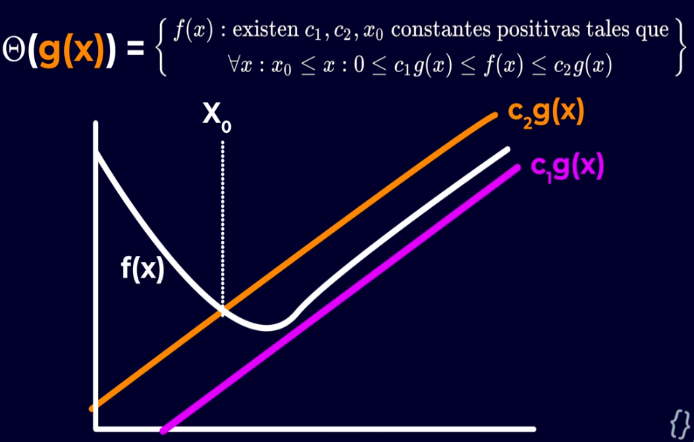 Θ(g(x)) = { f(x) : existen c₁, c₂, x₀ constantes positivas tales que
∀x : x₀ ≤ x : 0 ≤ c₁g(x) ≤ f(x) ≤ c₂g(x) }
X₀
c₂g(x)
c₁g(x)
f(x)
{}